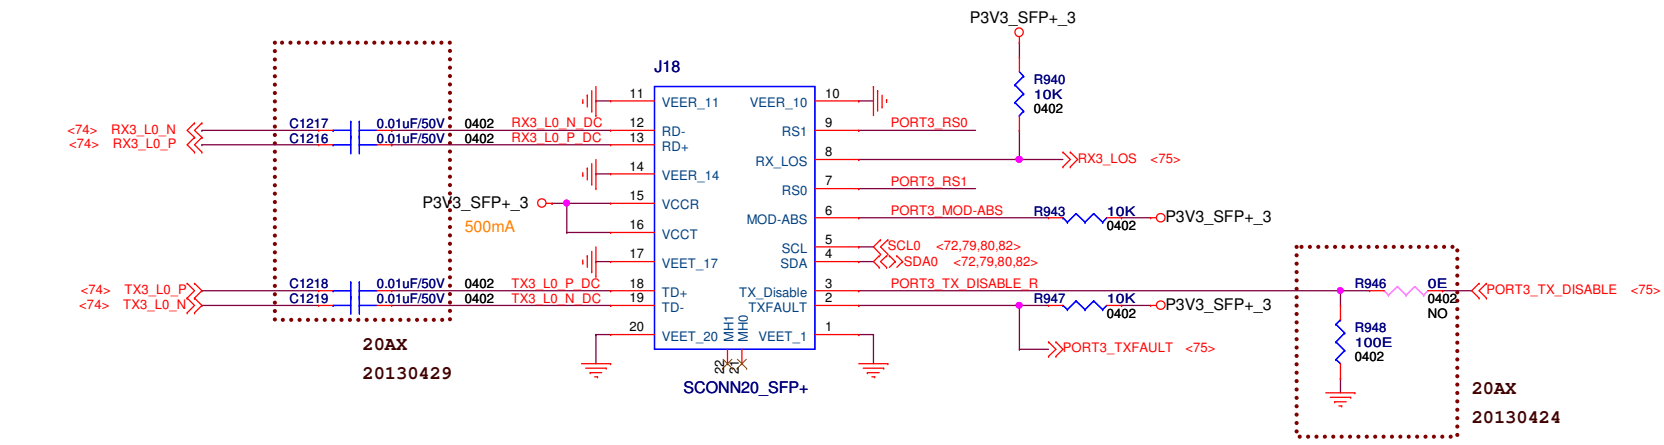 P3V3_SFP+_3
J18
R940
10K
0402
11 VEER_11 VEER_10 10
<74> RX3_L0_N C1217 0.01uF/50V 0402 RX3_L0_N_DC 12 RD- RS1 9 PORT3_RS0
<74> RX3_L0_P C1216 0.01uF/50V 0402 RX3_L0_P_DC 13 RD+
RX_LOS 8 RX3_LOS <75>
14 VEER_14
RS0 7 PORT3_RS1
P3V3_SFP+_3 15 VCCR
500mA
MOD-ABS 6 PORT3_MOD-ABS R943 10K 0402 P3V3_SFP+_3
16 VCCT
SCL 5 SCL0 <72,79,80,82>
17 VEET_17 SDA 4 SDA0 <72,79,80,82>
<74> TX3_L0_P C1218 0.01uF/50V 0402 TX3_L0_P_DC 18 TD+ TX_Disable 3 PORT3_TX_DISABLE_R R946 0E 0402 NO PORT3_TX_DISABLE <75>
<74> TX3_L0_N C1219 0.01uF/50V 0402 TX3_L0_N_DC 19 TD- TXFAULT 2 R947 10K 0402 P3V3_SFP+_3
20 VEET_20 MH1 MH0 VEET_1 1
R948
100E
0402
PORT3_TXFAULT <75>
22 21
20AX
20130429
SCONN20_SFP+
20AX
20130424